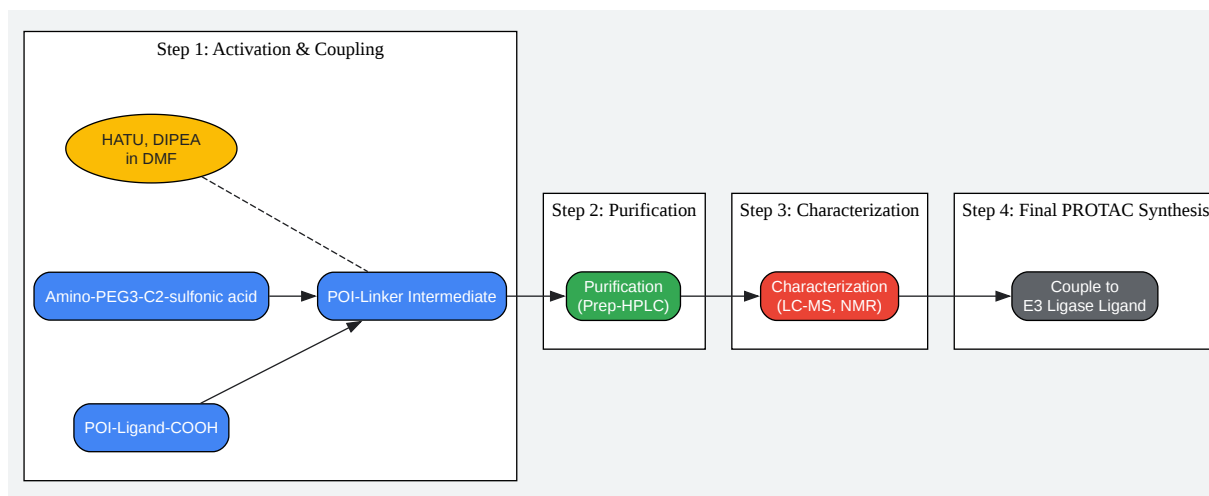 Step 1: Activation & Coupling
HATU, DIPEA
in DMF
Amino-PEG3-C2-sulfonic acid
POI-Linker Intermediate
POI-Ligand-COOH
Step 2: Purification
Purification
(Prep-HPLC)
Step 3: Characterization
Characterization
(LC-MS, NMR)
Step 4: Final PROTAC Synthesis
Couple to
E3 Ligase Ligand